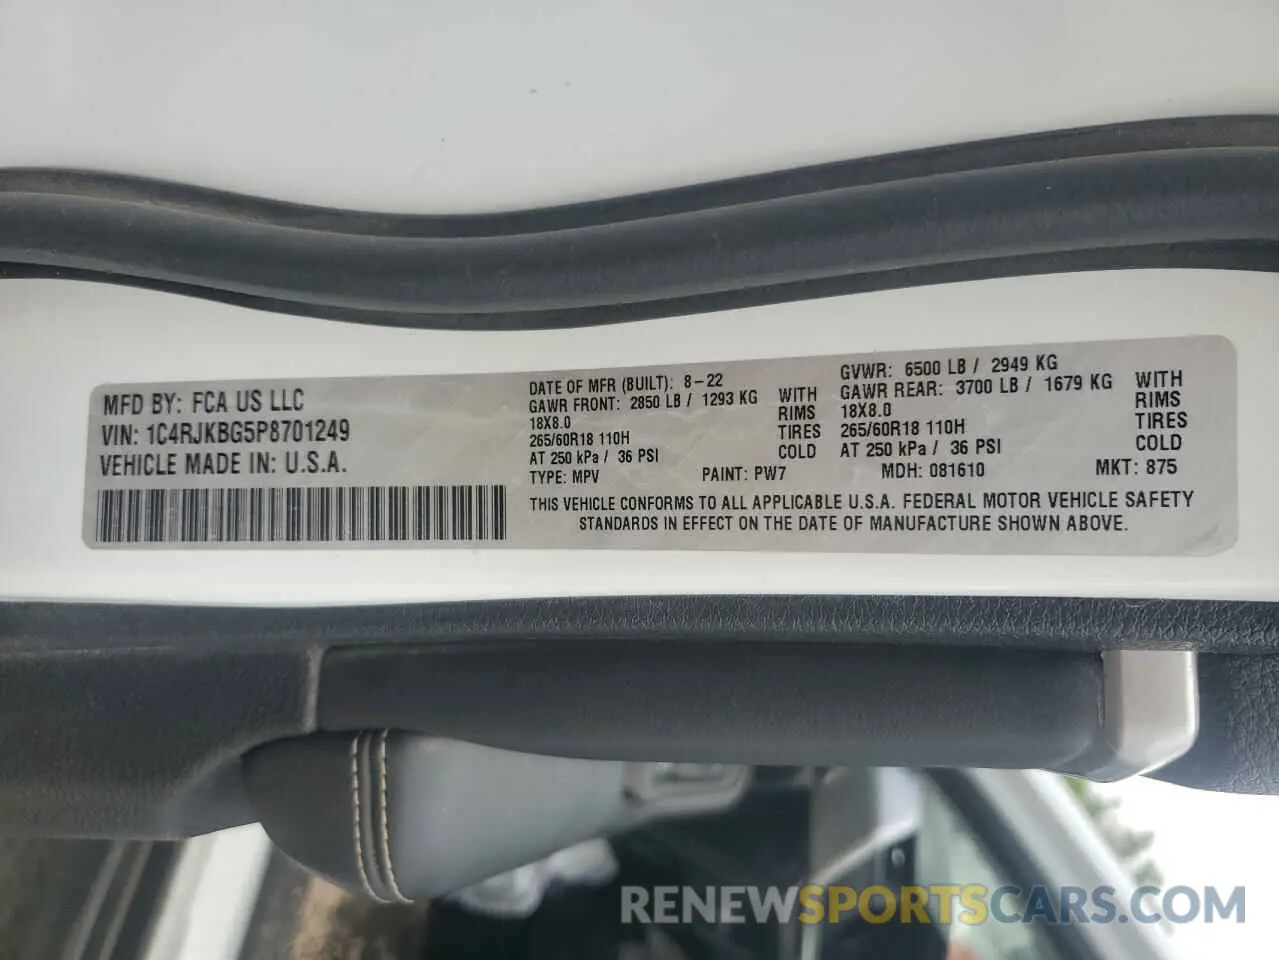 MFD BY: FCA US LLC
VIN: 1C4RJKBG5P8701249
VEHICLE MADE IN: U.S.A.
DATE OF MFR (BUILT): 8-22
GAWR FRONT: 2850 LB / 1293 KG
18X8.0
265/60R18 110H
AT 250 kPa / 36 PSI
WITH
RIMS
TIRES
COLD
GVWR: 6500 LB / 2949 KG
GAWR REAR: 3700 LB / 1679 KG
18X8.0
265/60R18 110H
AT 250 kPa / 36 PSI
WITH
RIMS
TIRES
COLD
TYPE: MPV PAINT: PW7 MDH: 081610 MKT: 875
THIS VEHICLE CONFORMS TO ALL APPLICABLE U.S.A. FEDERAL MOTOR VEHICLE SAFETY
STANDARDS IN EFFECT ON THE DATE OF MANUFACTURE SHOWN ABOVE.
RENEWSPORTSCARS.COM